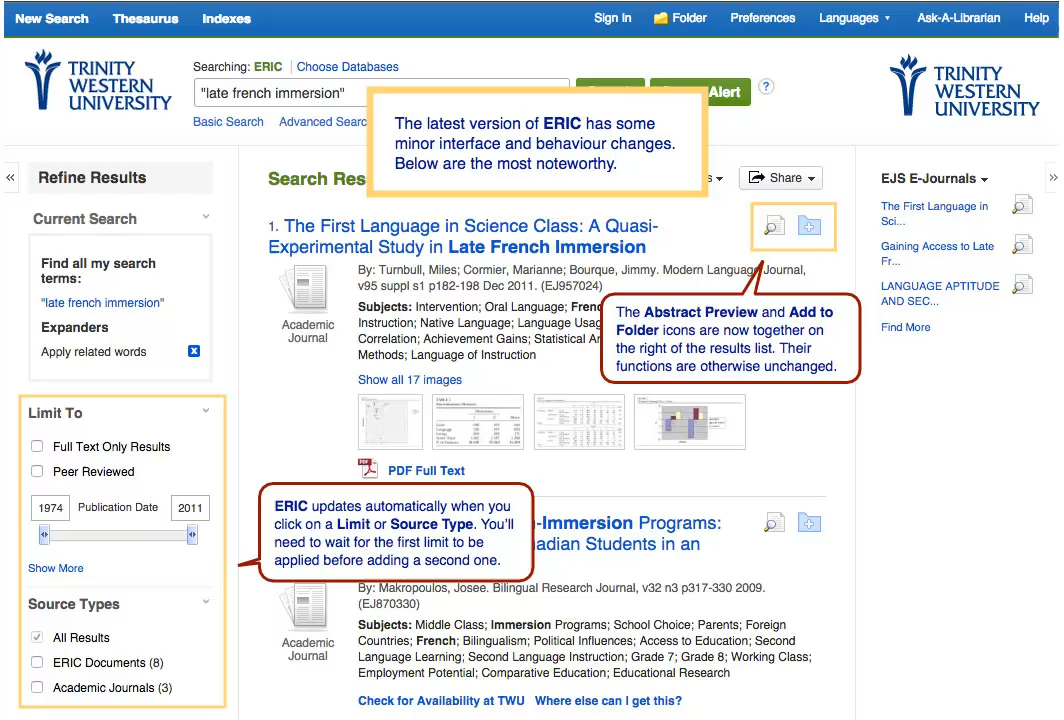 New Search Thesaurus Indexes Sign In Folder Preferences Languages Ask-A-Librarian Help
TRINITY
WESTERN
UNIVERSITY
Searching: ERIC Choose Databases
"late french immersion"
Alert
?
Basic Search Advanced Searc
TRINITY
WESTERN
UNIVERSITY
The latest version of ERIC has some
minor interface and behaviour changes.
Below are the most noteworthy.
«
Refine Results
Current Search
Find all my search
terms:
"late french immersion"
Expanders
Apply related words
Limit To
Full Text Only Results
Peer Reviewed
1974 Publication Date 2011
Show More
Source Types
All Results
ERIC Documents (8)
Academic Journals (3)
ERIC updates automatically when you
click on a Limit or Source Type. You'll
need to wait for the first limit to be
applied before adding a second one.
Search Res
s
Share
1. The First Language in Science Class: A Quasi-
Experimental Study in Late French Immersion
Academic
Journal
By: Turnbull, Miles; Cormier, Marianne; Bourque, Jimmy. Modern Language Journal,
v95 suppl s1 p182-198 Dec 2011. (EJ957024)
Subjects: Intervention; Oral Language; Frenc
Instruction; Native Language; Language Usag
Correlation; Achievement Gains; Statistical An
Methods; Language of Instruction
Show all 17 images
PDF Full Text
The Abstract Preview and Add to
Folder icons are now together on
the right of the results list. Their
functions are otherwise unchanged.
-Immersion Programs:
adian Students in an
Academic
Journal
By: Makropoulos, Josee. Bilingual Research Journal, v32 n3 p317-330 2009.
(EJ870330)
Subjects: Middle Class; Immersion Programs; School Choice; Parents; Foreign
Countries; French; Bilingualism; Political Influences; Access to Education; Second
Language Learning; Second Language Instruction; Grade 7; Grade 8; Working Class;
Employment Potential; Comparative Education; Educational Research
Check for Availability at TWU Where else can I get this?
»
EJS E-Journals
The First Language in
Sci...
Gaining Access to Late
Fr...
LANGUAGE APTITUDE
AND SEC...
Find More